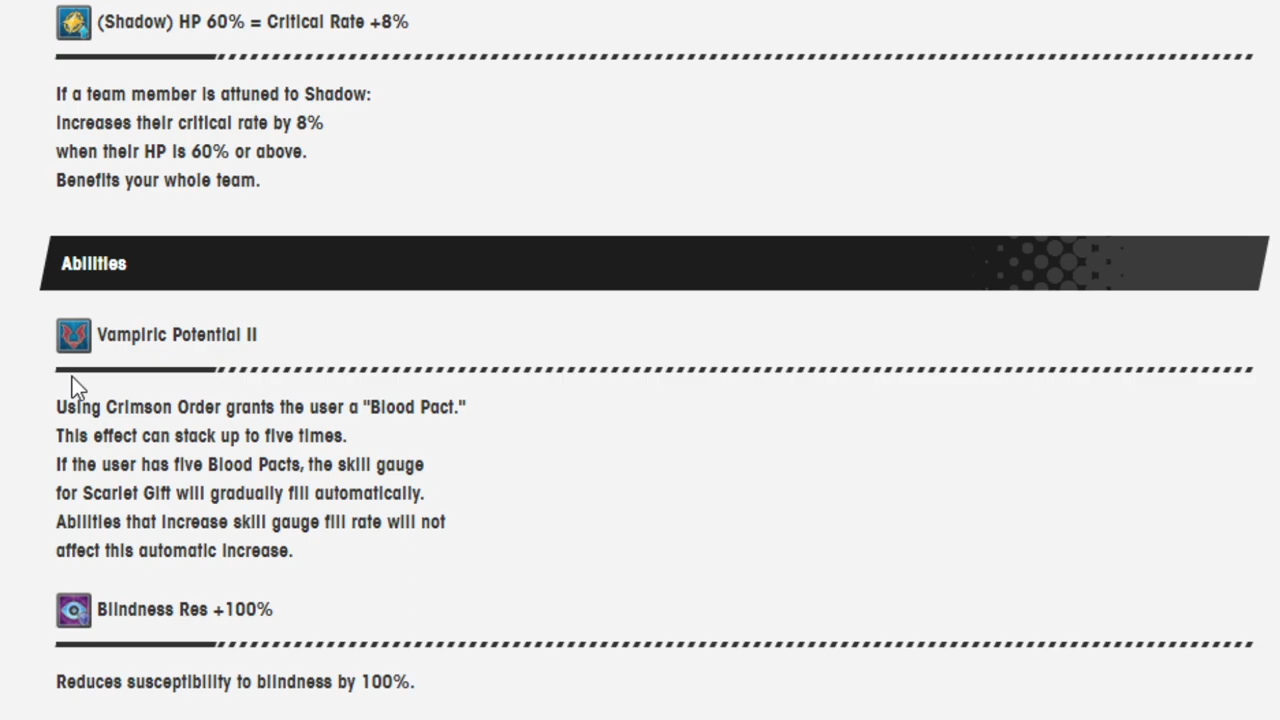 (Shadow) HP 60% = Critical Rate +8%
If a team member is attuned to Shadow:
Increases their critical rate by 8%
when their HP is 60% or above.
Benefits your whole team.
Abilities
Vampiric Potential II
Using Crimson Order grants the user a "Blood Pact."
This effect can stack up to five times.
If the user has five Blood Pacts, the skill gauge
for Scarlet Gift will gradually fill automatically.
Abilities that increase skill gauge fill rate will not
affect this automatic increase.
Blindness Res +100%
Reduces susceptibility to blindness by 100%.